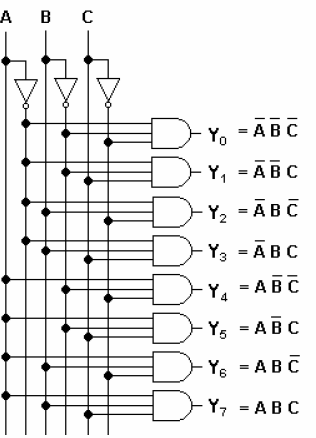 A B C
Y₀ = A̅ B̅ C̅
Y₁ = A̅ B̅ C
Y₂ = A̅ B C̅
Y₃ = A̅ B C
Y₄ = A B̅ C̅
Y₅ = A B̅ C
Y₆ = A B C̅
Y₇ = A B C